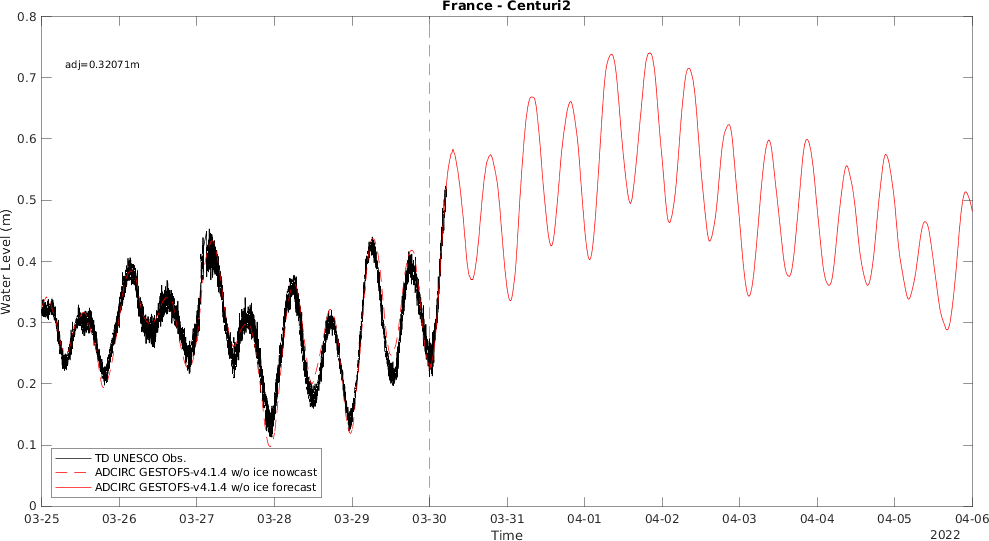 France - Centuri2
0.8
0.7
0.6
0.5
0.4
0.3
0.2
0.1
0
Water Level (m)
adj=0.32071m
TD UNESCO Obs.
ADCIRC GESTOFS-v4.1.4 w/o ice nowcast
ADCIRC GESTOFS-v4.1.4 w/o ice forecast
03-25 03-26 03-27 03-28 03-29 03-30 03-31 04-01 04-02 04-03 04-04 04-05 04-06
Time
2022